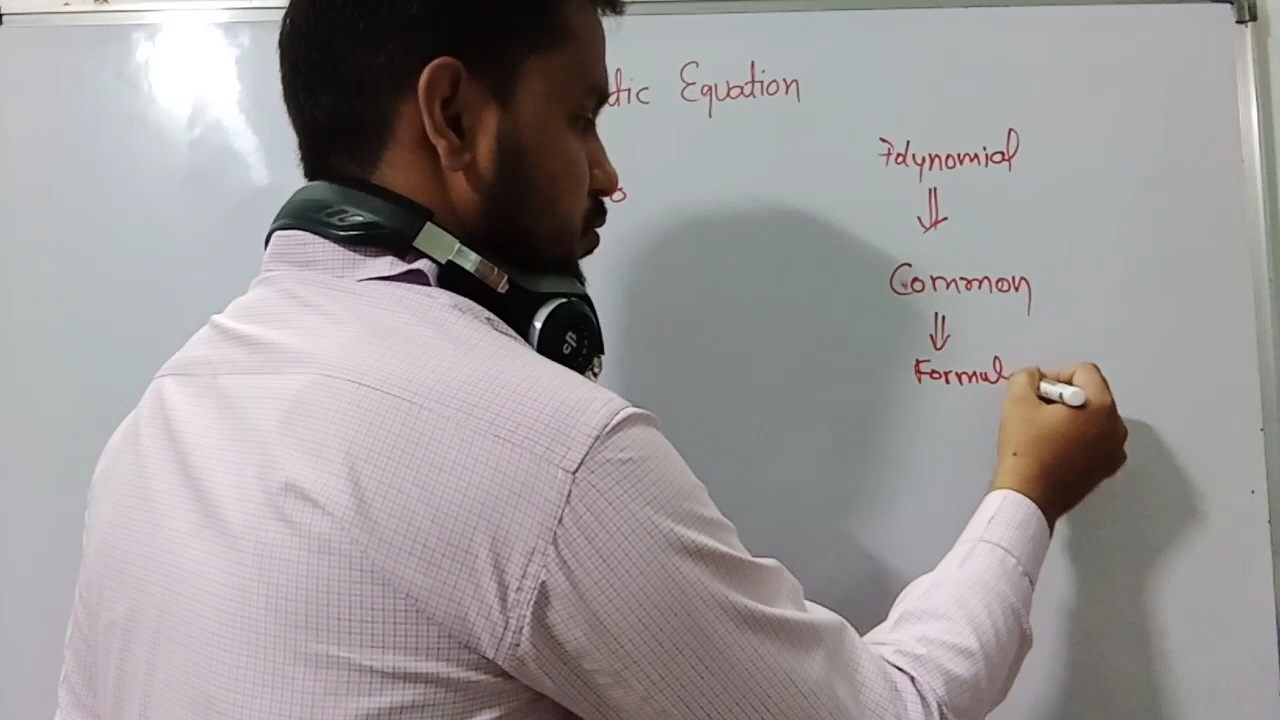 dic Equation
Polynomial
⇓
Common
⇓
Formul